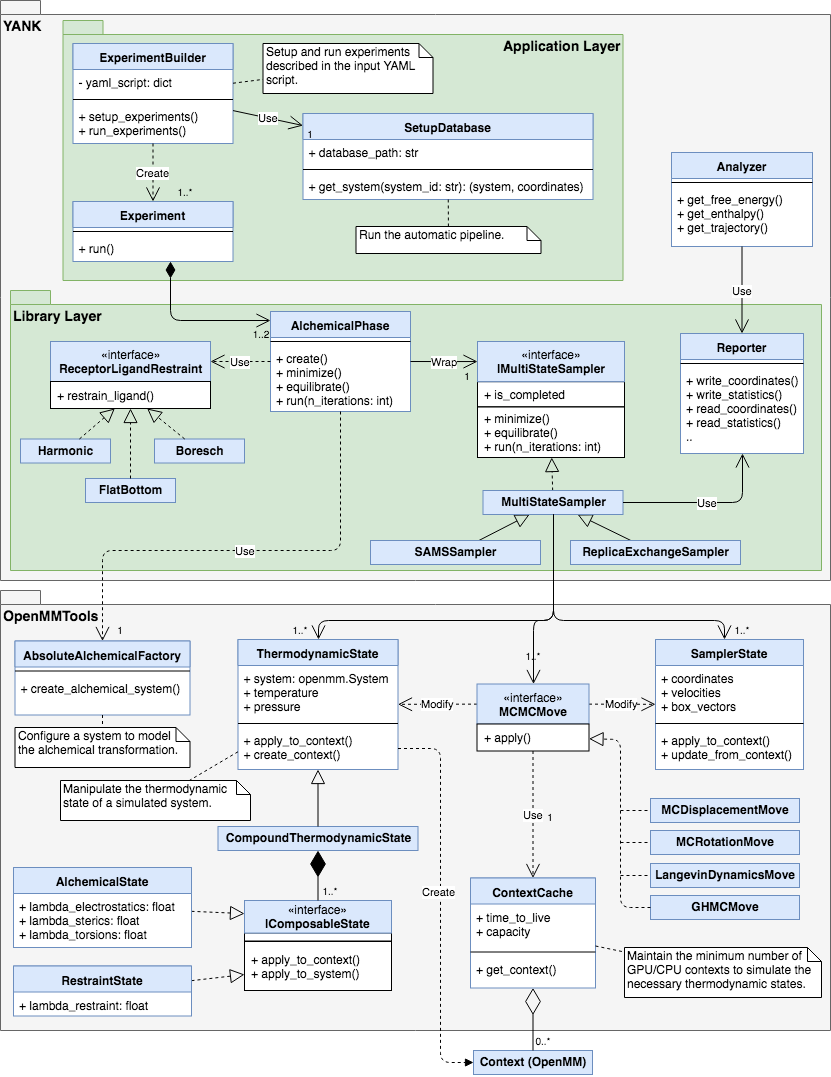 YANK
Application Layer
ExperimentBuilder
- yaml_script: dict
+ setup_experiments()
+ run_experiments()
Setup and run experiments
described in the input YAML
script.
Use
1
SetupDatabase
+ database_path: str
+ get_system(system_id: str): (system, coordinates)
Run the automatic pipeline.
Create
1..*
Experiment
+ run()
Analyzer
+ get_free_energy()
+ get_enthalpy()
+ get_trajectory()
Use
Library Layer
1..2
AlchemicalPhase
+ create()
+ minimize()
+ equilibrate()
+ run(n_iterations: int)
«interface»
ReceptorLigandRestraint
+ restrain_ligand()
Use
Wrap
1
«interface»
IMultiStateSampler
+ is_completed
+ minimize()
+ equilibrate()
+ run(n_iterations: int)
Reporter
+ write_coordinates()
+ write_statistics()
+ read_coordinates()
+ read_statistics()
..
Harmonic
Boresch
FlatBottom
MultiStateSampler
Use
SAMSSampler
ReplicaExchangeSampler
Use
OpenMMTools
1
1..*
1..*
1..*
AbsoluteAlchemicalFactory
+ create_alchemical_system()
Configure a system to model
the alchemical transformation.
ThermodynamicState
+ system: openmm.System
+ temperature
+ pressure
+ apply_to_context()
+ create_context()
Manipulate the thermodynamic
state of a simulated system.
Modify
«interface»
MCMCMove
+ apply()
Modify
SamplerState
+ coordinates
+ velocities
+ box_vectors
+ apply_to_context()
+ update_from_context()
MCDisplacementMove
MCRotationMove
LangevinDynamicsMove
GHMCMove
Use
1
CompoundThermodynamicState
1..*
Create
AlchemicalState
+ lambda_electrostatics: float
+ lambda_sterics: float
+ lambda_torsions: float
«interface»
IComposableState
+ apply_to_context()
+ apply_to_system()
RestraintState
+ lambda_restraint: float
ContextCache
+ time_to_live
+ capacity
+ get_context()
Maintain the minimum number of
GPU/CPU contexts to simulate the
necessary thermodynamic states.
0..*
Context (OpenMM)